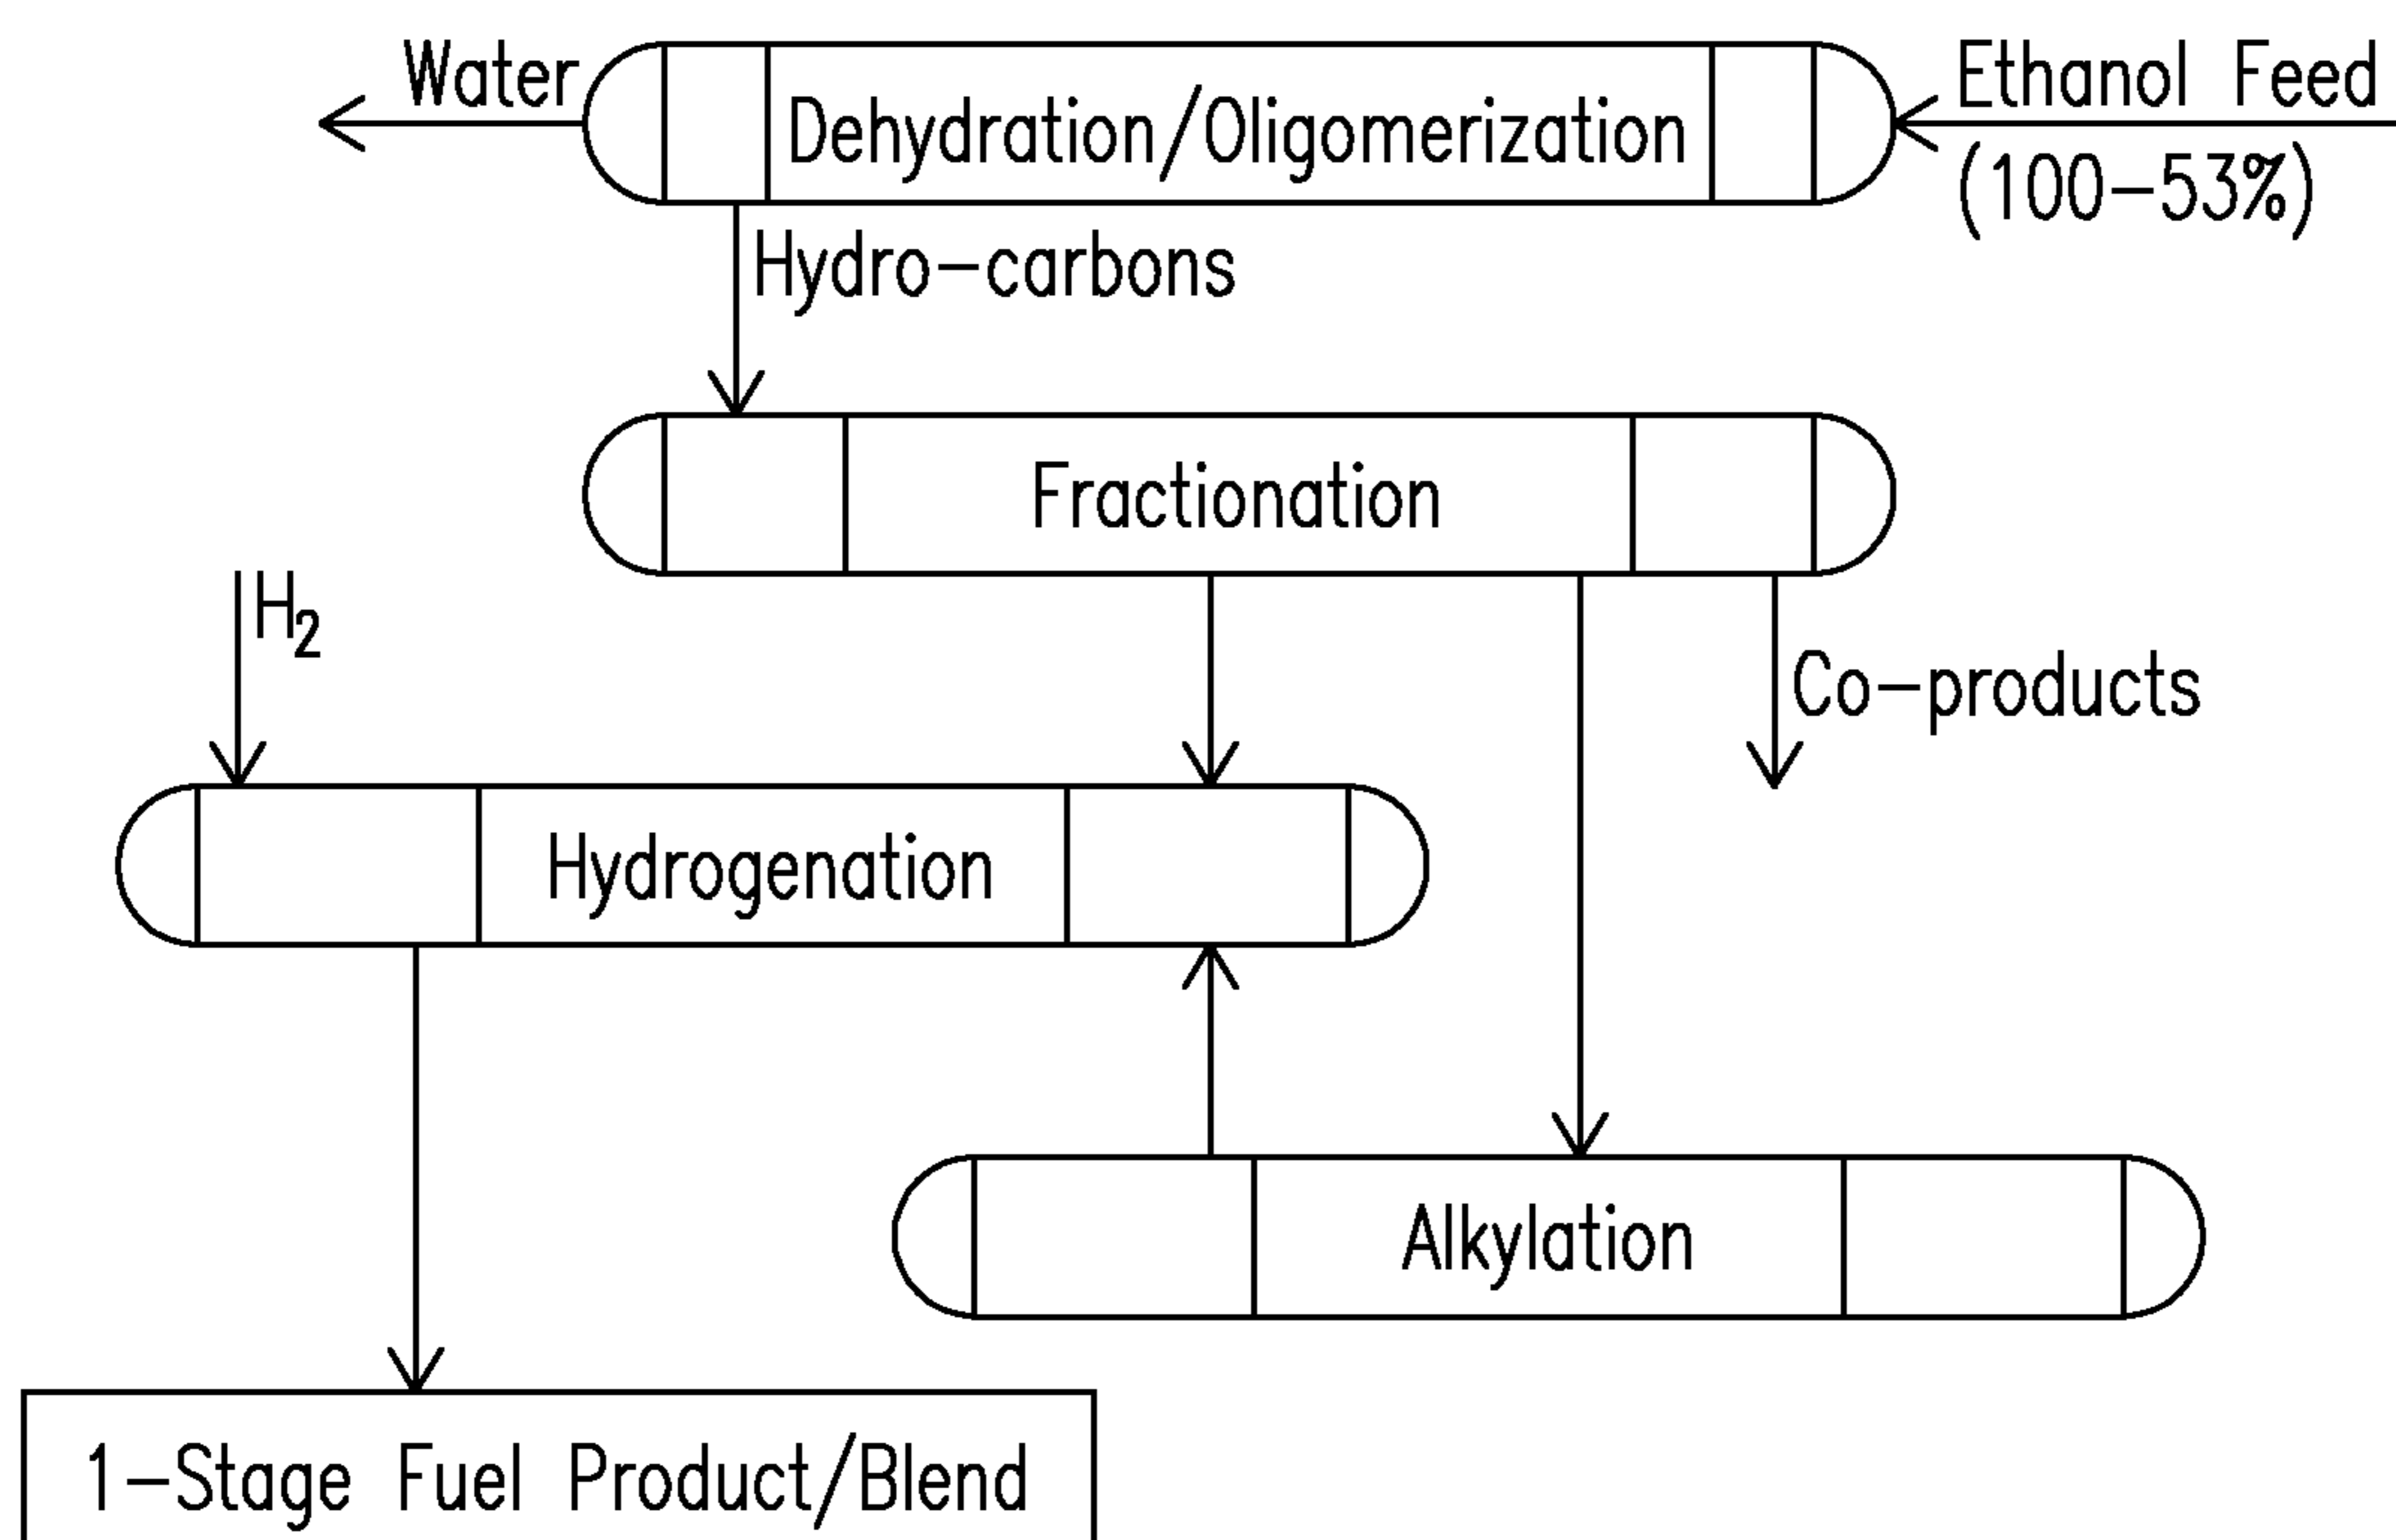 Water
Dehydration/Oligomerization
Ethanol Feed
(100-53%)
Hydro-carbons
Fractionation
H2
Co-products
Hydrogenation
Alkylation
1-Stage Fuel Product/Blend